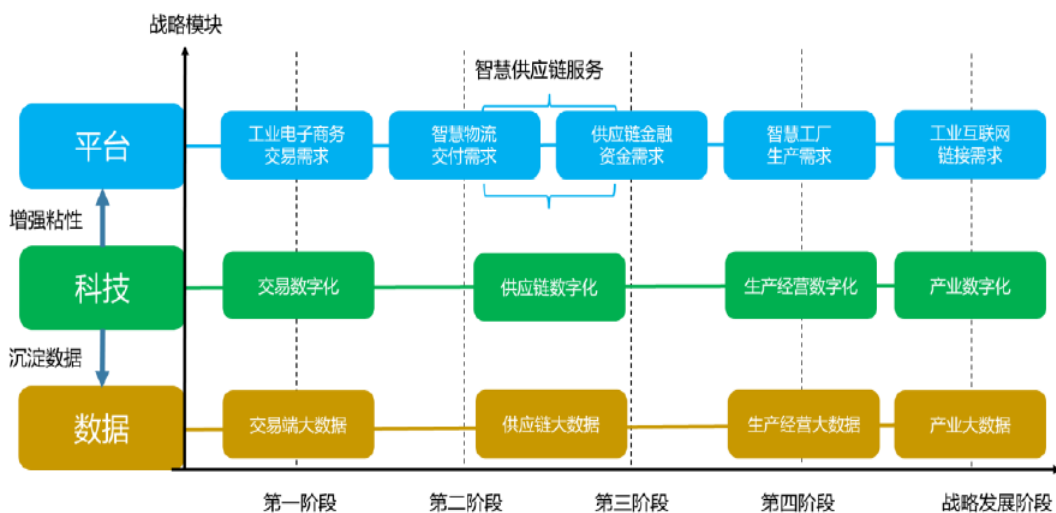 战略模块
智慧供应链服务
平台
工业电子商务
交易需求
智慧物流
交付需求
供应链金融
资金需求
智慧工厂
生产需求
工业互联网
链接需求
增强粘性
科技
交易数字化
供应链数字化
生产经营数字化
产业数字化
沉淀数据
数据
交易端大数据
供应链大数据
生产经营大数据
产业大数据
第一阶段
第二阶段
第三阶段
第四阶段
战略发展阶段